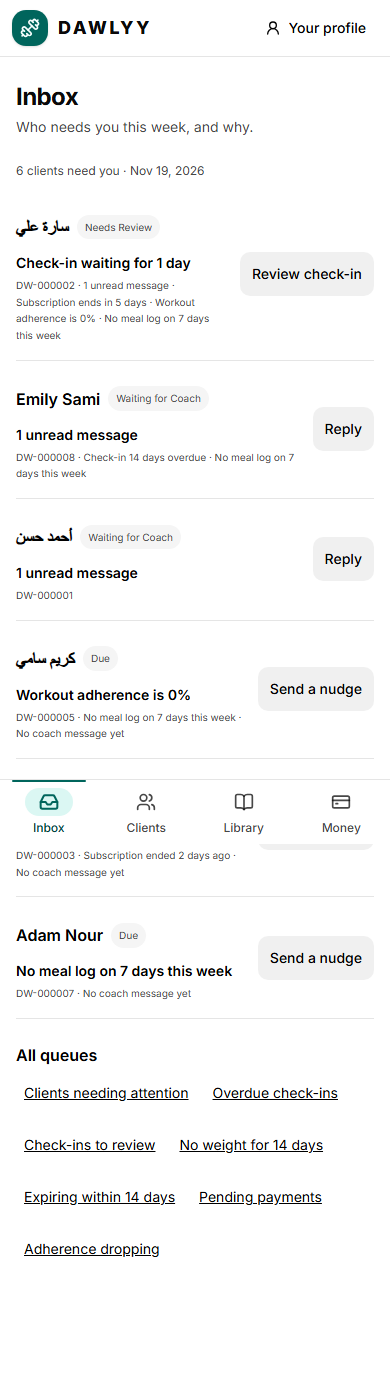 DAWLYY
Your profile
Inbox
Who needs you this week, and why.
6 clients need you · Nov 19, 2026
سارة علي
Needs Review
Check-in waiting for 1 day
DW-000002 · 1 unread message ·
Subscription ends in 5 days · Workout
adherence is 0% · No meal log on 7 days
this week
Review check-in
Emily Sami
Waiting for Coach
1 unread message
DW-000008 · Check-in 14 days overdue · No meal log on 7
days this week
Reply
أحمد حسن
Waiting for Coach
1 unread message
DW-000001
Reply
كريم سامي
Due
Workout adherence is 0%
DW-000005 · No meal log on 7 days this week ·
No coach message yet
Send a nudge
Inbox
Clients
Library
Money
DW-000003 · Subscription ended 2 days ago ·
No coach message yet
Adam Nour
Due
No meal log on 7 days this week
DW-000007 · No coach message yet
Send a nudge
All queues
Clients needing attention
Overdue check-ins
Check-ins to review
No weight for 14 days
Expiring within 14 days
Pending payments
Adherence dropping